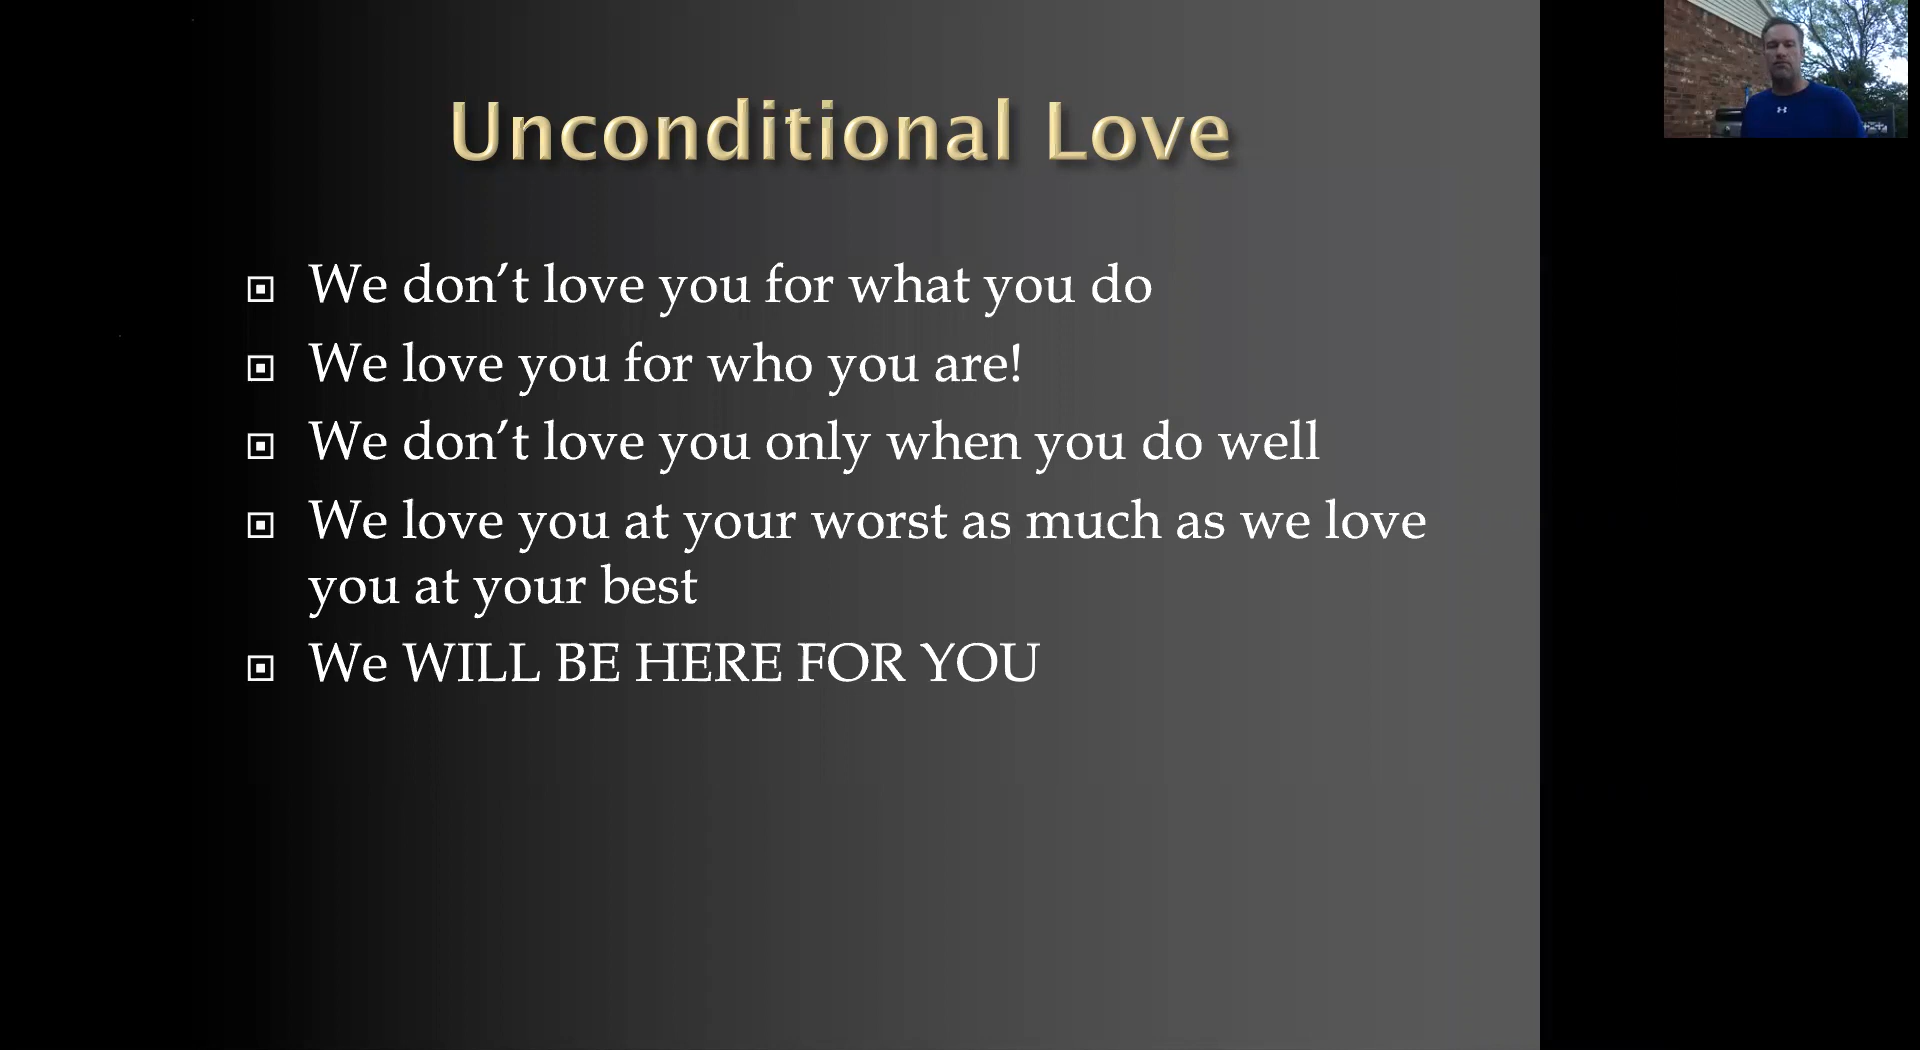 Unconditional Love
We don’t love you for what you do
We love you for who you are!
We don’t love you only when you do well
We love you at your worst as much as we love
you at your best
We WILL BE HERE FOR YOU